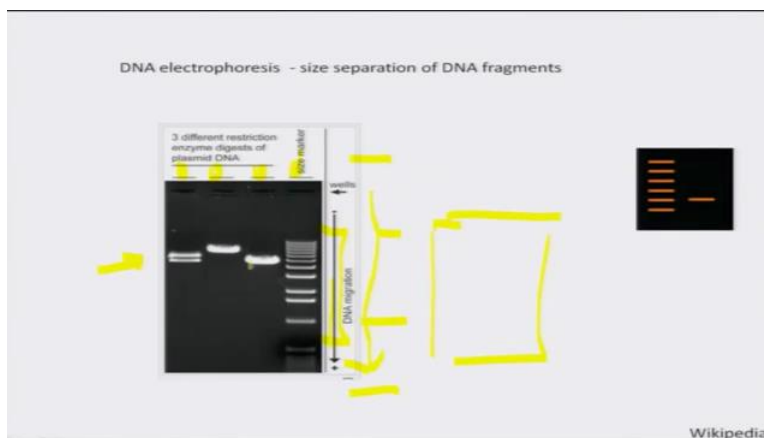 DNA electrophoresis - size separation of DNA fragments
3 different restriction
enzyme digests of
plasmid DNA
size marker
wells
-
DNA migration
+
Wikipedia